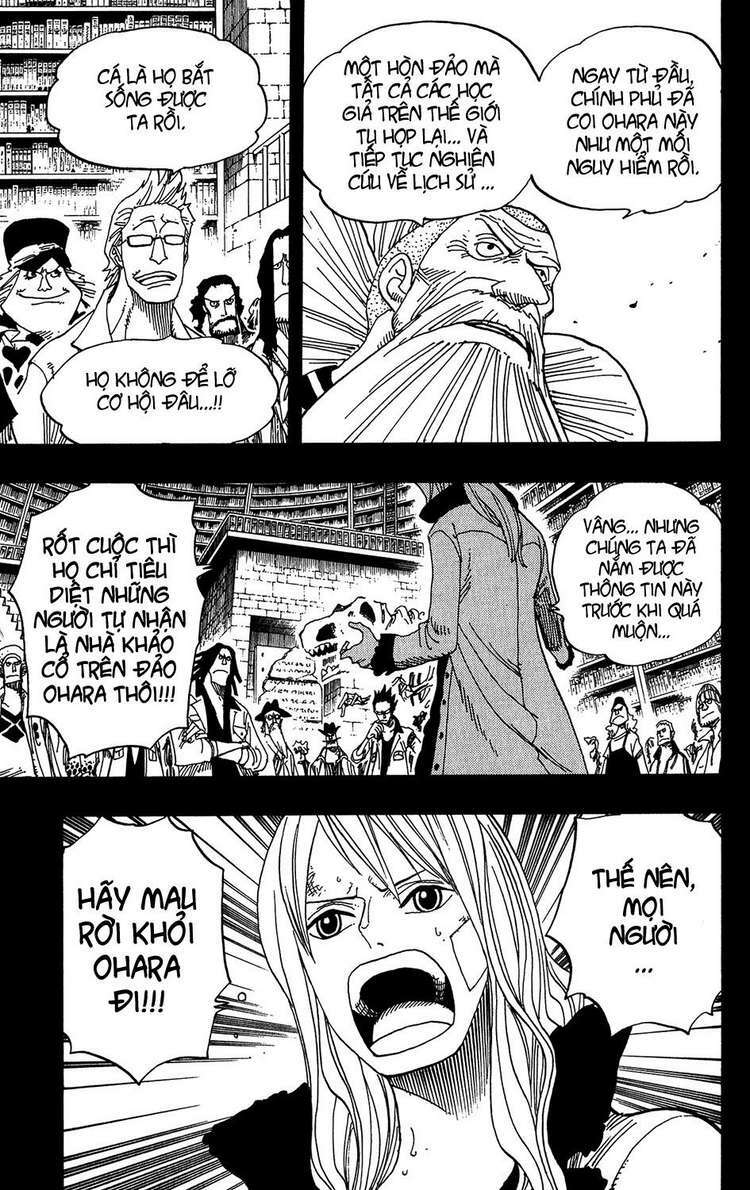 NGAY TỪ ĐẦU,
CHÍNH PHỦ ĐÃ
COI OHARA NÀY
NHƯ MỘT MỐI
NGUY HIỂM RỒI.
MỘT HÒN ĐẢO MÀ
TẤT CẢ CÁC HỌC
GIẢ TRÊN THẾ GIỚI
TỤ HỌP LẠI... VÀ
TIẾP TỤC NGHIÊN
CỨU VỀ LỊCH SỬ ...
CÁ LÀ HỌ BẮT
SỐNG ĐƯỢC
TA RỒI.
HỌ KHÔNG ĐỂ LỠ
CƠ HỘI ĐÂU...!!
VÂNG... NHƯNG
CHÚNG TA ĐÃ
NẮM ĐƯỢC
THÔNG TIN NÀY
TRƯỚC KHI QUÁ
MUỘN...
RỐT CUỘC THÌ
HỌ CHỈ TIÊU
DIỆT NHỮNG
NGƯỜI TỰ NHẬN
LÀ NHÀ KHẢO
CỔ TRÊN ĐẢO
OHARA THÔI!!!
THẾ NÊN,
MỌI
NGƯỜI
...
HÃY MAU
RỜI KHỎI
OHARA
ĐI!!!